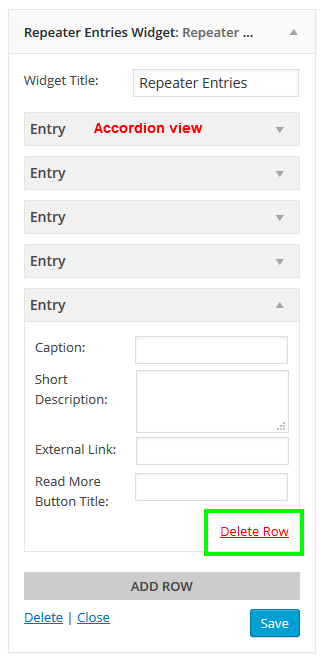 Repeater Entries Widget: Repeater ...
Widget Title: Repeater Entries
Entry Accordion view
Entry
Entry
Entry
Entry
Caption:
Short
Description:
External Link:
Read More
Button Title:
Delete Row
ADD ROW
Delete | Close Save